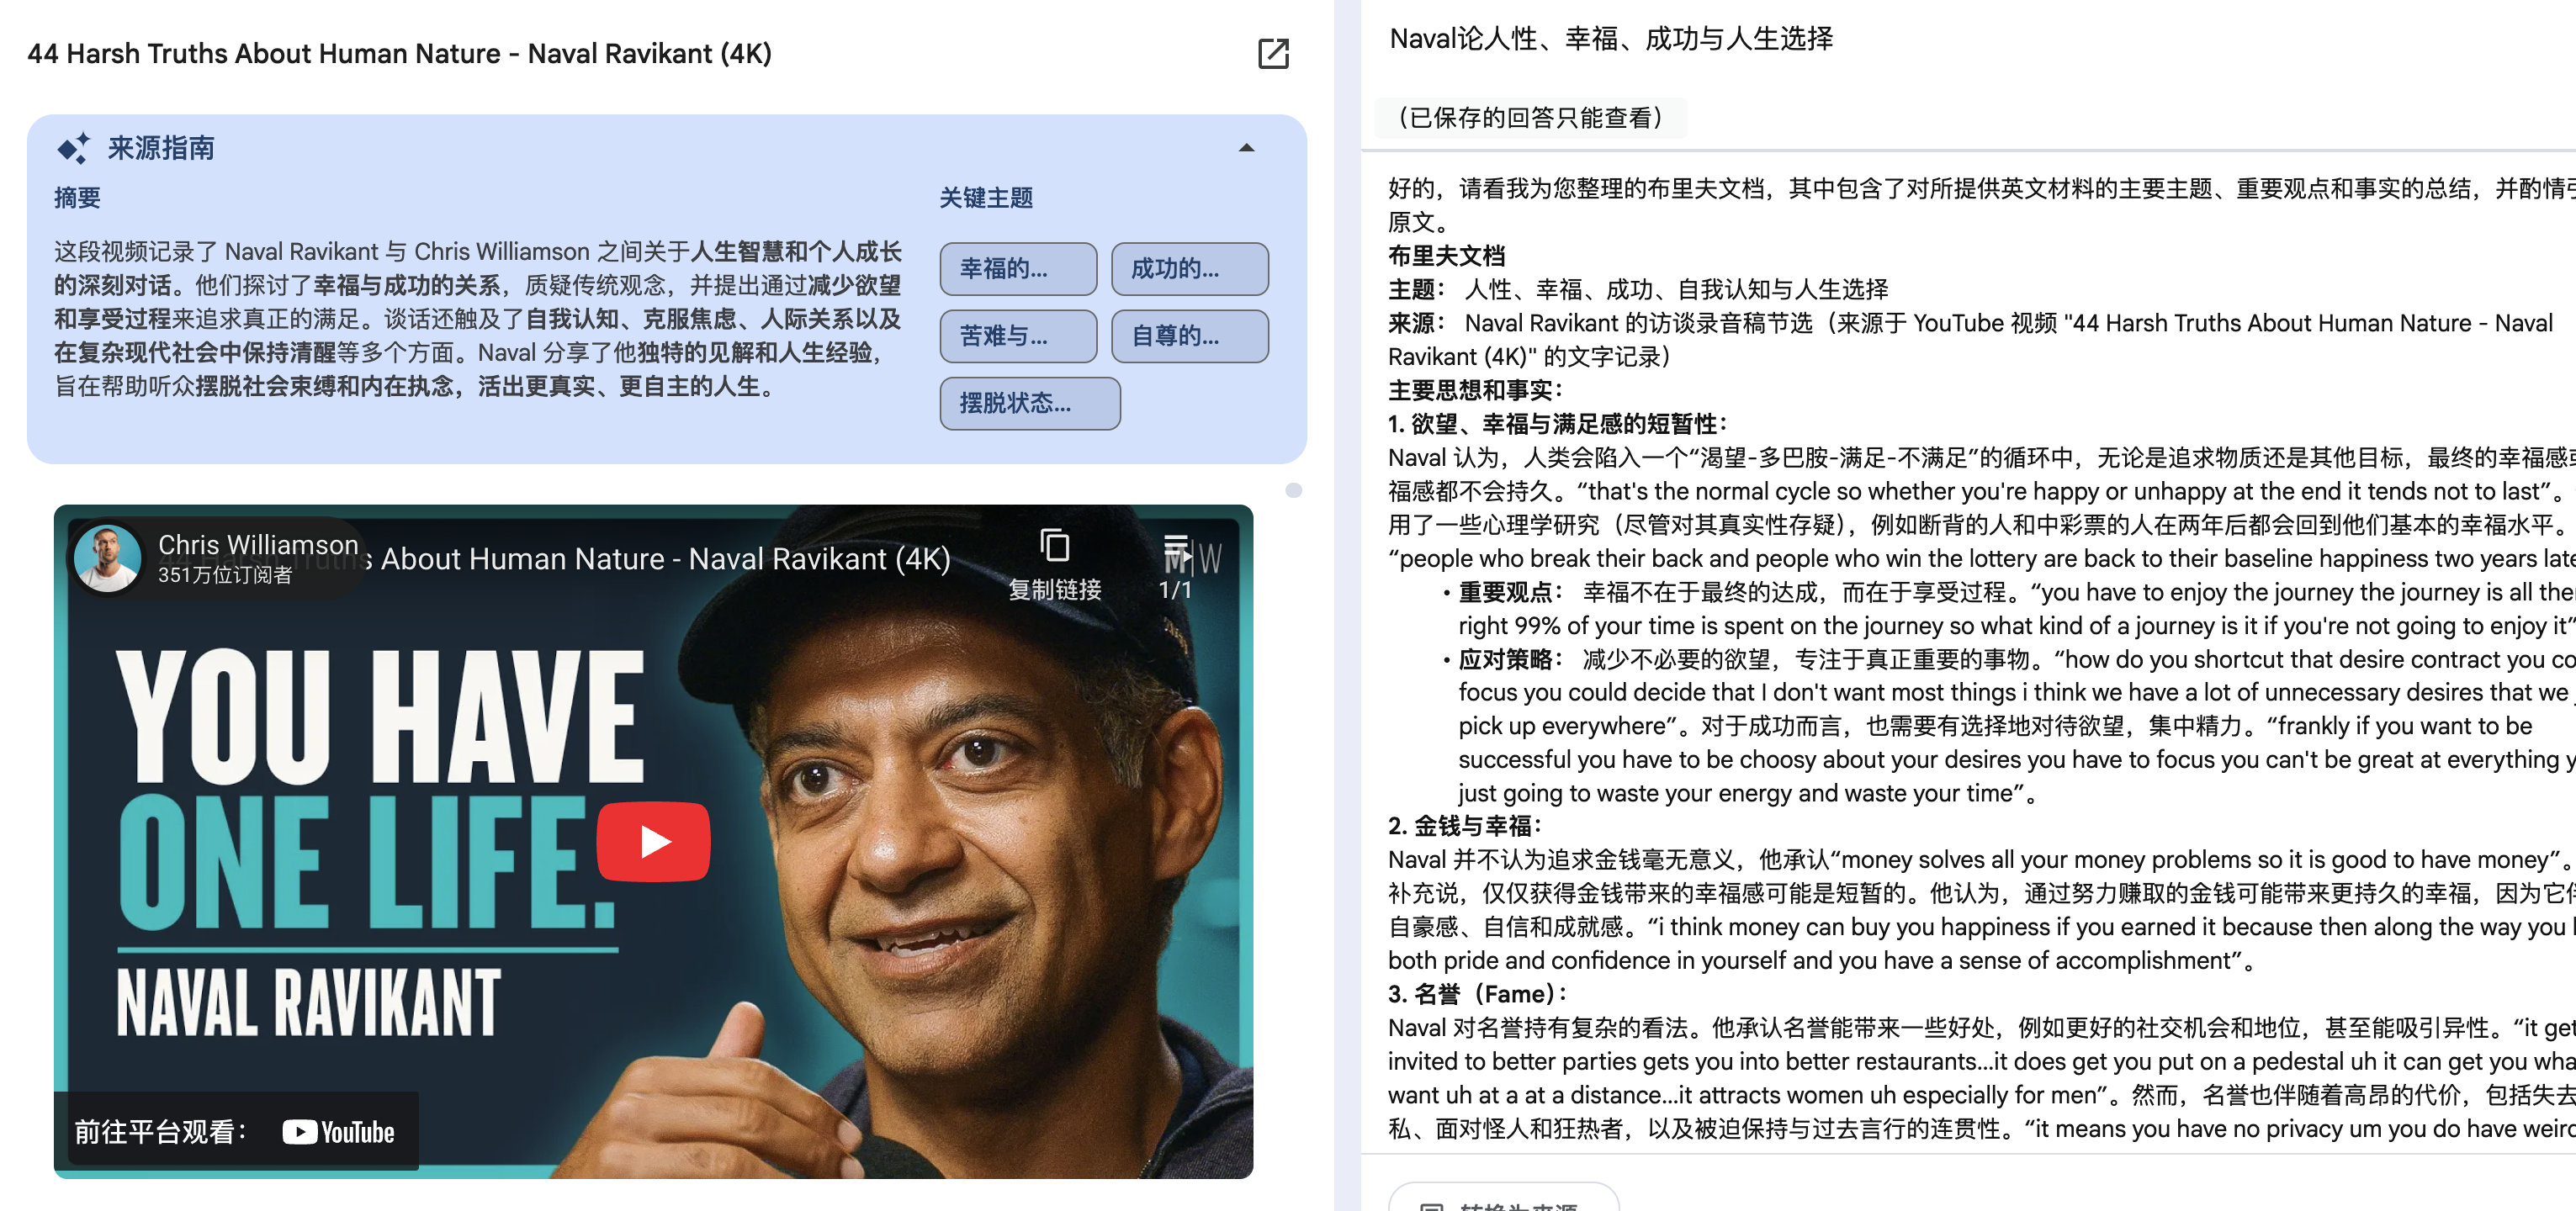 44 Harsh Truths About Human Nature - Naval Ravikant (4K)
来源指南
摘要
这段视频记录了 Naval Ravikant 与 Chris Williamson 之间关于人生智慧和个人成长
的深刻对话。他们探讨了幸福与成功的关系，质疑传统观念，并提出通过减少欲望
和享受过程来追求真正的满足。谈话还触及了自我认知、克服焦虑、人际关系以及
在复杂现代社会中保持清醒等多个方面。Naval 分享了他独特的见解和人生经验，
旨在帮助听众摆脱社会束缚和内在执念，活出更真实、更自主的人生。
关键主题
幸福的...
成功的...
苦难与...
自尊的...
摆脱状态...
Chris Williamson
351万位订阅者
44 Harsh Truths About Human Nature - Naval Ravikant (4K)
复制链接
1/1
M|W
YOU HAVE
ONE LIFE.
NAVAL RAVIKANT
前往平台观看：
YouTube
Naval论人性、幸福、成功与人生选择
（已保存的回答只能查看）
好的，请看我为您整理的布里夫文档，其中包含了对所提供英文材料的主要主题、重要观点和事实的总结，并酌情引
原文。
布里夫文档
主题： 人性、幸福、成功、自我认知与人生选择
来源： Naval Ravikant 的访谈录音稿节选（来源于 YouTube 视频 "44 Harsh Truths About Human Nature - Naval
Ravikant (4K)" 的文字记录）
主要思想和事实：
1. 欲望、幸福与满足感的短暂性：
Naval 认为，人类会陷入一个“渴望-多巴胺-满足-不满足”的循环中，无论是追求物质还是其他目标，最终的幸福感或
福感都不会持久。“that's the normal cycle so whether you're happy or unhappy at the end it tends not to last”。
用了一些心理学研究（尽管对其真实性存疑），例如断背的人和中彩票的人在两年后都会回到他们基本的幸福水平。
“people who break their back and people who win the lottery are back to their baseline happiness two years late
• 重要观点： 幸福不在于最终的达成，而在于享受过程。“you have to enjoy the journey the journey is all the
right 99% of your time is spent on the journey so what kind of a journey is it if you're not going to enjoy it”
• 应对策略： 减少不必要的欲望，专注于真正重要的事物。“how do you shortcut that desire contract you co
focus you could decide that I don't want most things i think we have a lot of unnecessary desires that we
pick up everywhere”。对于成功而言，也需要有选择地对待欲望，集中精力。“frankly if you want to be
successful you have to be choosy about your desires you have to focus you can't be great at everything y
just going to waste your energy and waste your time”。
2. 金钱与幸福：
Naval 并不认为追求金钱毫无意义，他承认“money solves all your money problems so it is good to have money”。
补充说，仅仅获得金钱带来的幸福感可能是短暂的。他认为，通过努力赚取的金钱可能带来更持久的幸福，因为它伴
自豪感、自信和成就感。“i think money can buy you happiness if you earned it because then along the way you
both pride and confidence in yourself and you have a sense of accomplishment”。
3. 名誉（Fame）：
Naval 对名誉持有复杂的看法。他承认名誉能带来一些好处，例如更好的社交机会和地位，甚至能吸引异性。“it get
invited to better parties gets you into better restaurants...it does get you put on a pedestal uh it can get you wha
want uh at a at a distance...it attracts women uh especially for men”。然而，名誉也伴随着高昂的代价，包括失去
私、面对怪人和狂热者，以及被迫保持与过去言行的连贯性。“it means you have no privacy um you do have weird
转换为来源